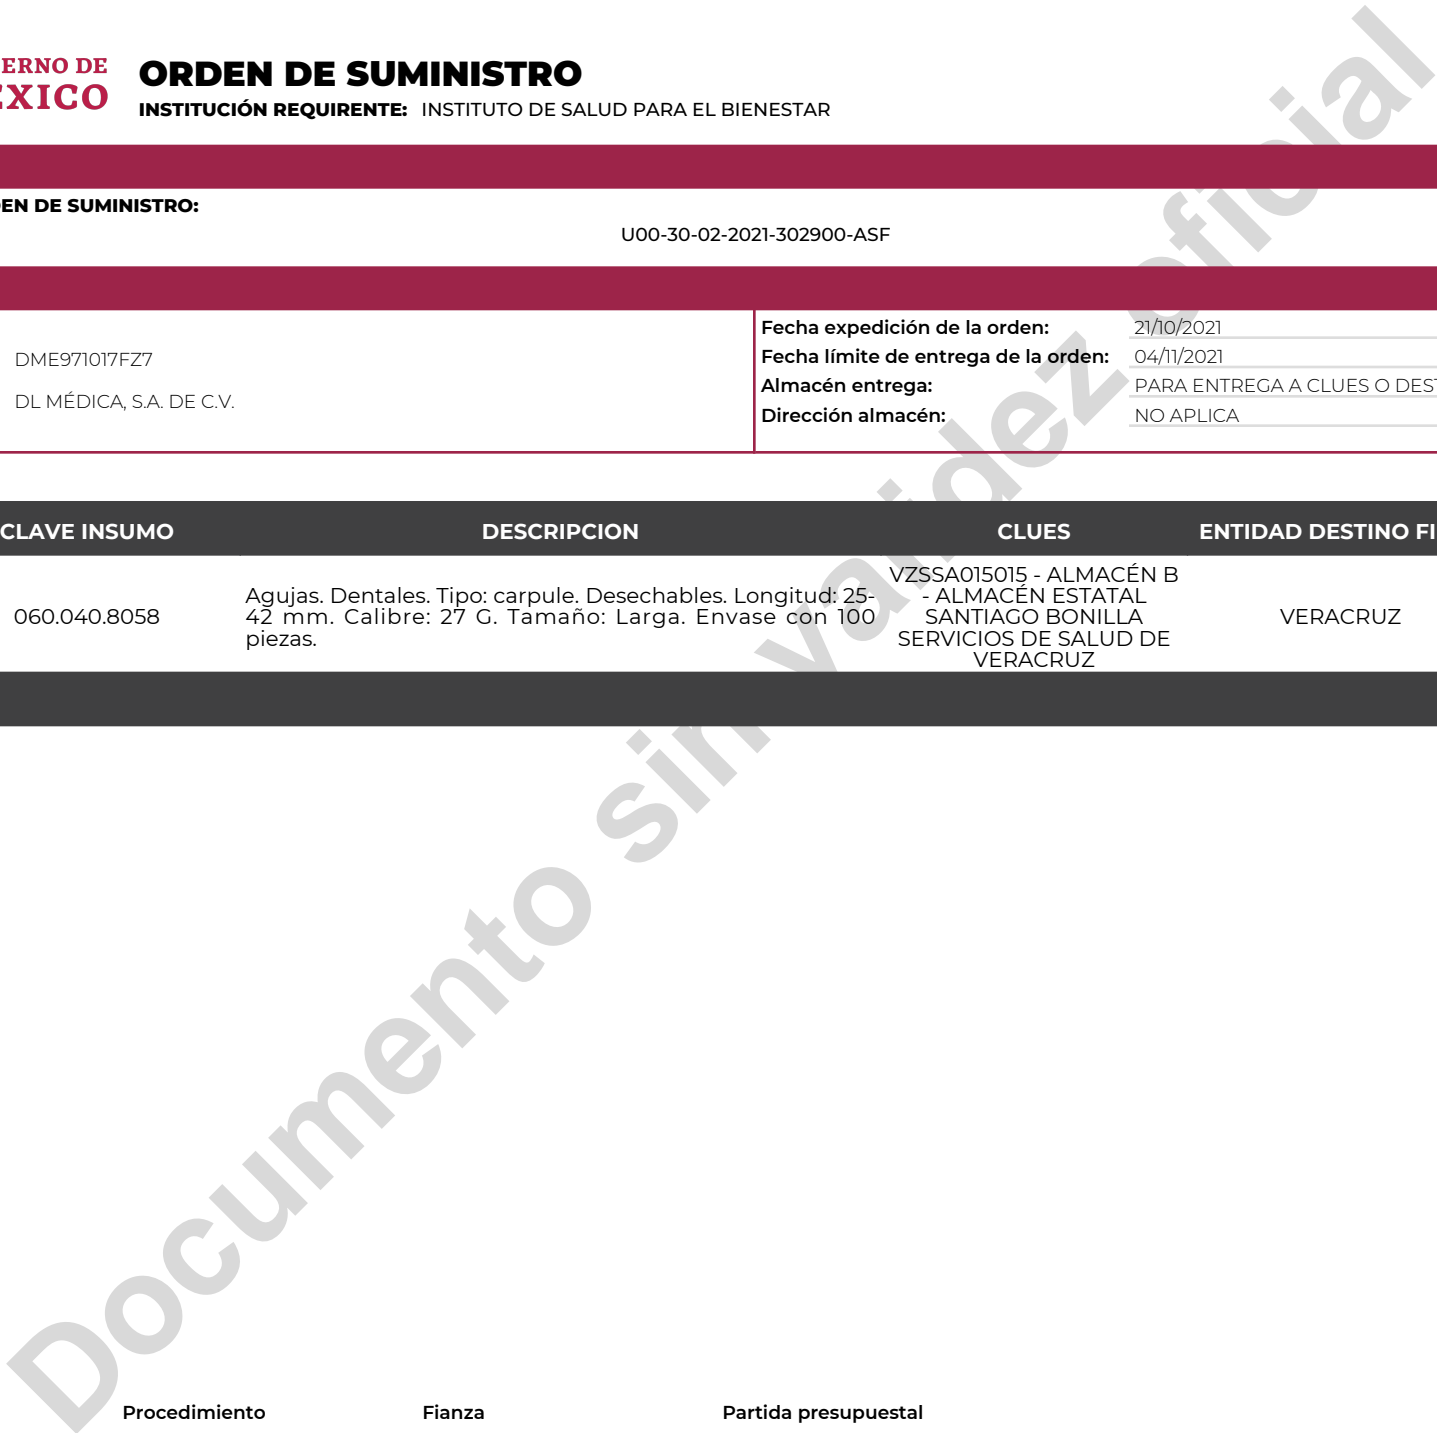 ERNO DE
ÉXICO
ORDEN DE SUMINISTRO
INSTITUCIÓN REQUIRENTE: INSTITUTO DE SALUD PARA EL BIENESTAR
EN DE SUMINISTRO:
U00-30-02-2021-302900-ASF
DME971017FZ7
DL MÉDICA, S.A. DE C.V.
Fecha expedición de la orden: 21/10/2021
Fecha límite de entrega de la orden: 04/11/2021
Almacén entrega: PARA ENTREGA A CLUES O DEST
Dirección almacén: NO APLICA
CLAVE INSUMO DESCRIPCION CLUES ENTIDAD DESTINO FI
060.040.8058
Agujas. Dentales. Tipo: carpule. Desechables. Longitud: 25-
42 mm. Calibre: 27 G. Tamaño: Larga. Envase con 100
piezas.
VZSSA015015 - ALMACÉN B
- ALMACÉN ESTATAL
SANTIAGO BONILLA
SERVICIOS DE SALUD DE
VERACRUZ
VERACRUZ
Documento sin validez oficial
Procedimiento Fianza Partida presupuestal